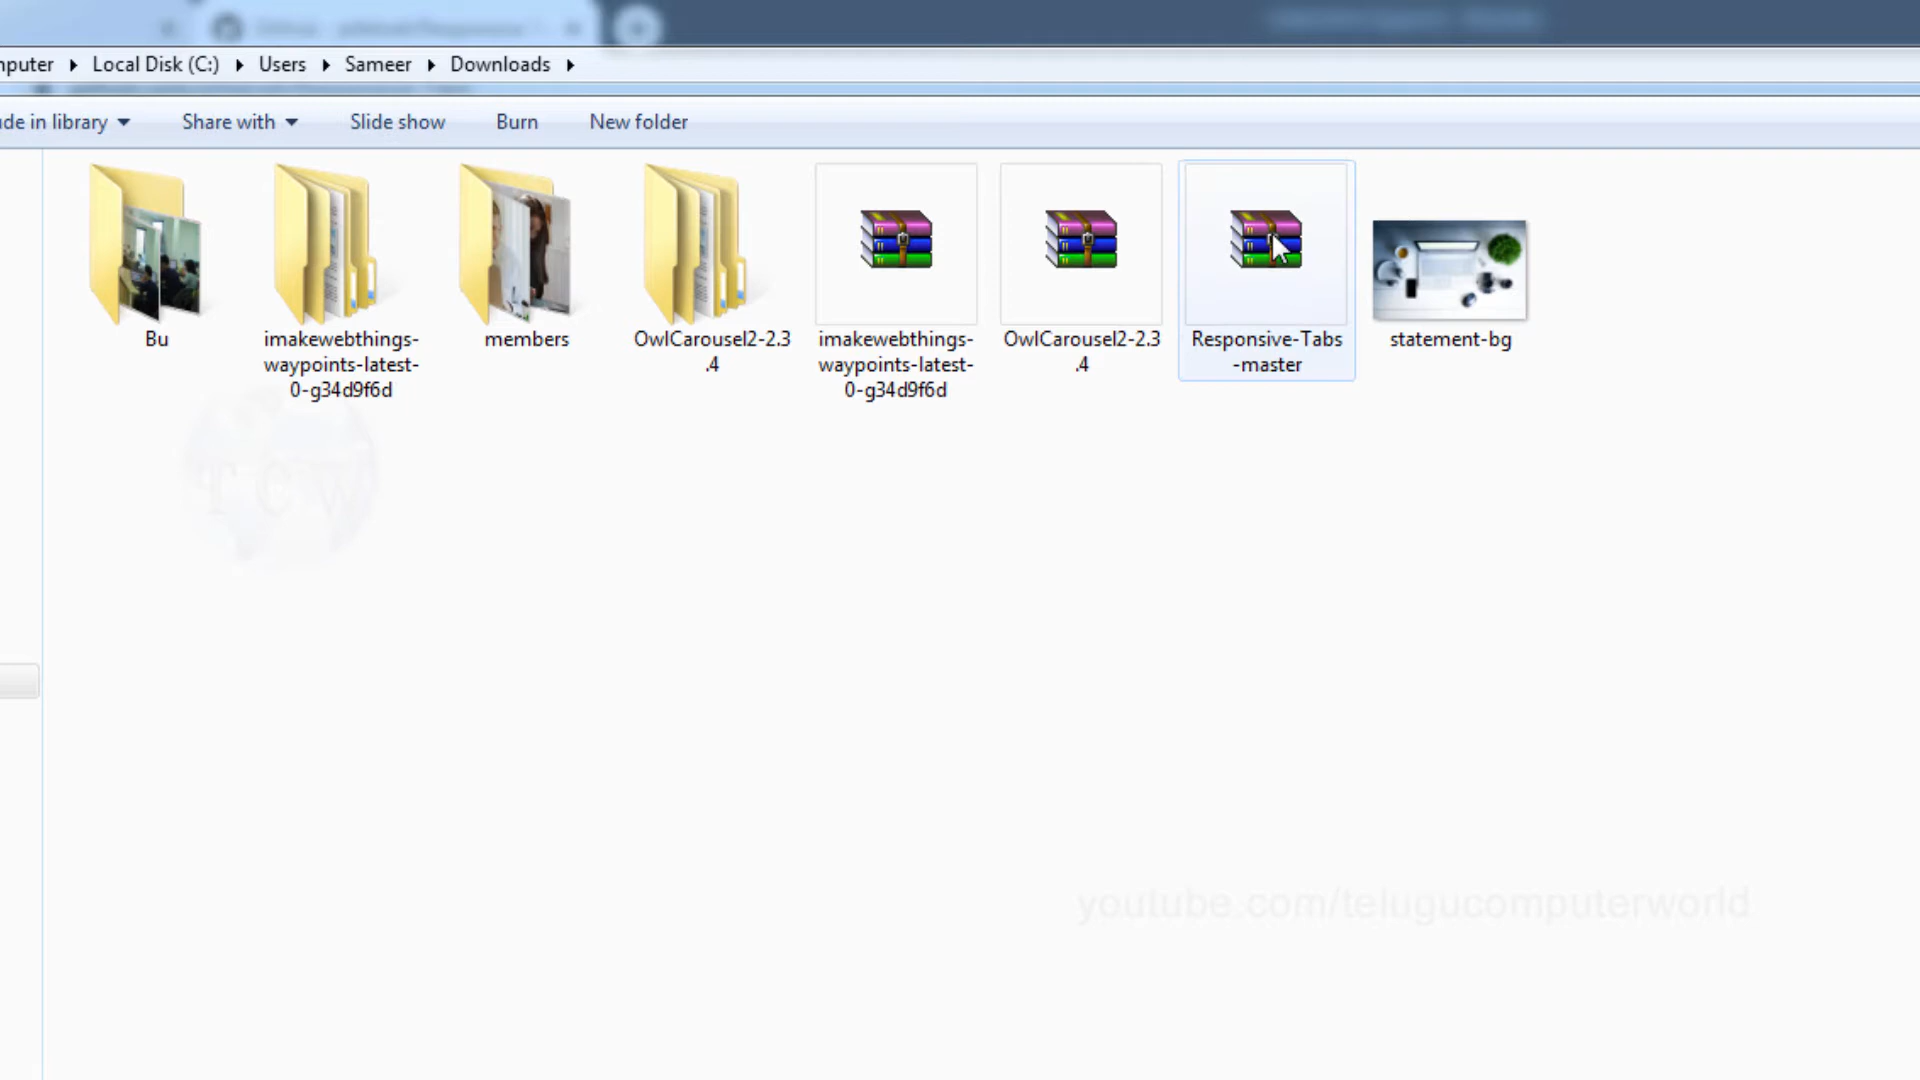 mputer ▸ Local Disk (C:) ▸ Users ▸ Sameer ▸ Downloads ▸
de in library Share with Slide show Burn New folder
Bu
imakewebthings-
waypoints-latest-
0-g34d9f6d
members
OwlCarousel2-2.3
.4
imakewebthings-
waypoints-latest-
0-g34d9f6d
OwlCarousel2-2.3
.4
Responsive-Tabs
-master
statement-bg
TCW
youtube.com/telugucomputerworld